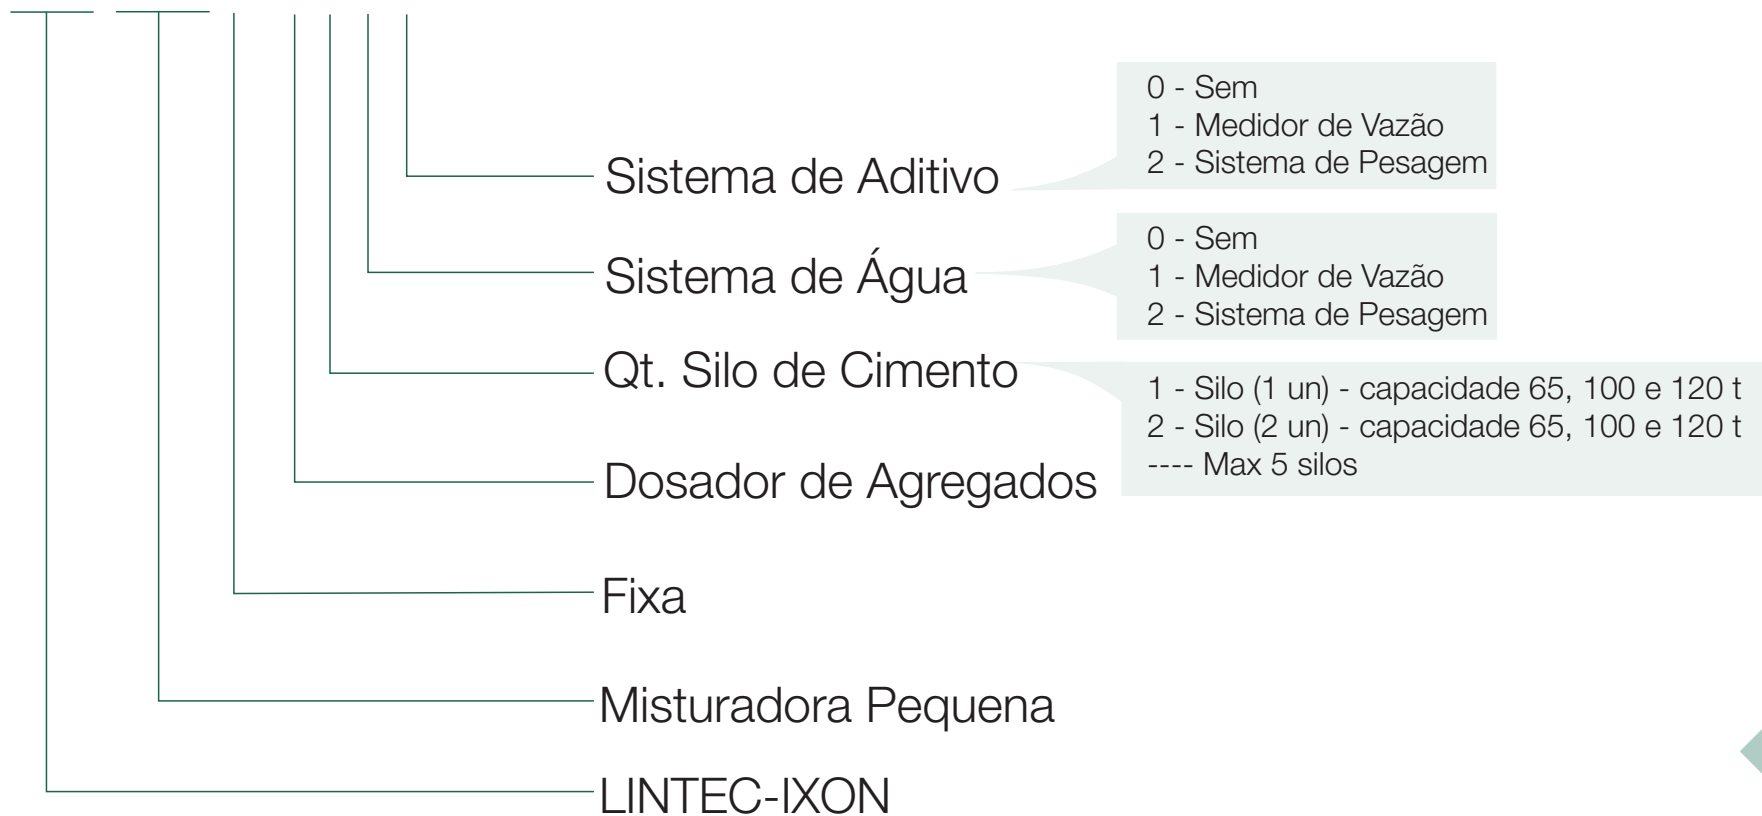 0 - Sem
1 - Medidor de Vazão
2 - Sistema de Pesagem
Sistema de Aditivo
0 - Sem
1 - Medidor de Vazão
2 - Sistema de Pesagem
Sistema de Água
Qt. Silo de Cimento
1 - Silo (1 un) - capacidade 65, 100 e 120 t
2 - Silo (2 un) - capacidade 65, 100 e 120 t
---- Max 5 silos
Dosador de Agregados
Fixa
Misturadora Pequena
LINTEC-IXON